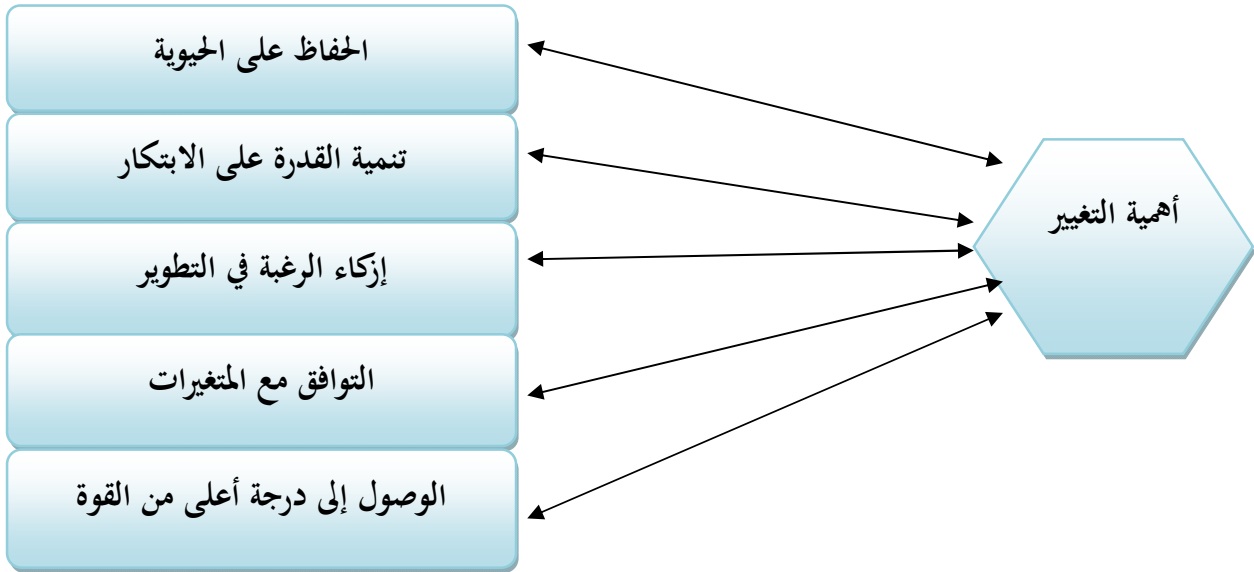 أهمية التغيير
الحفاظ على الحيوية
تنمية القدرة على الابتكار
إزكاء الرغبة في التطوير
التوافق مع المتغيرات
الوصول إلى درجة أعلى من القوة